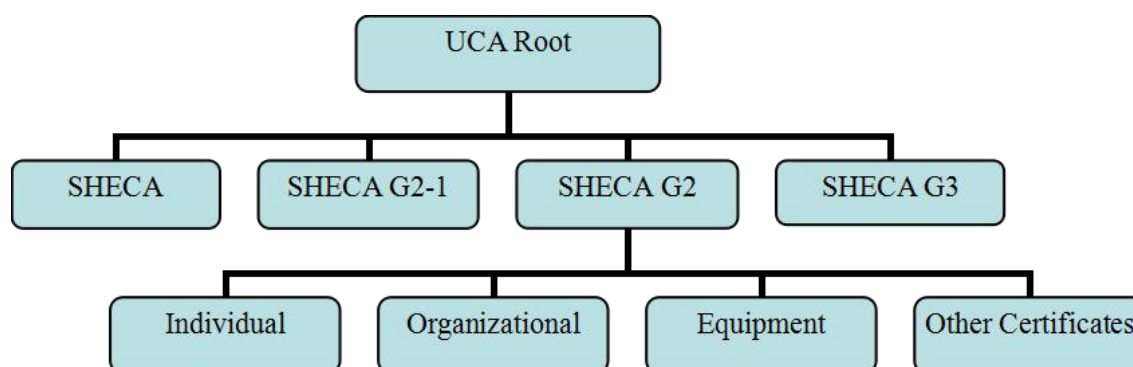 UCA Root
SHECA
SHECA G2-1
SHECA G2
SHECA G3
Individual
Organizational
Equipment
Other Certificates